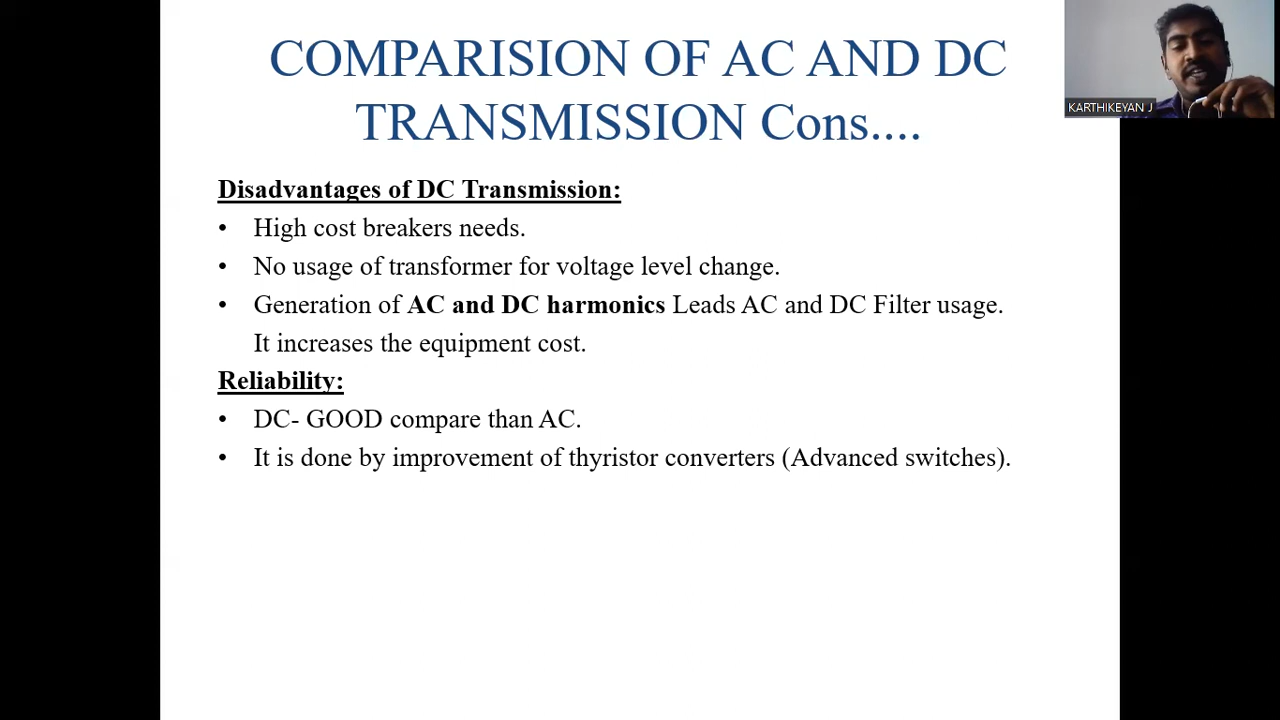 COMPARISION OF AC AND DC
TRANSMISSION Cons....
KARTHIKEYAN J
Disadvantages of DC Transmission:
• High cost breakers needs.
• No usage of transformer for voltage level change.
• Generation of AC and DC harmonics Leads AC and DC Filter usage.
It increases the equipment cost.
Reliability:
• DC- GOOD compare than AC.
• It is done by improvement of thyristor converters (Advanced switches).